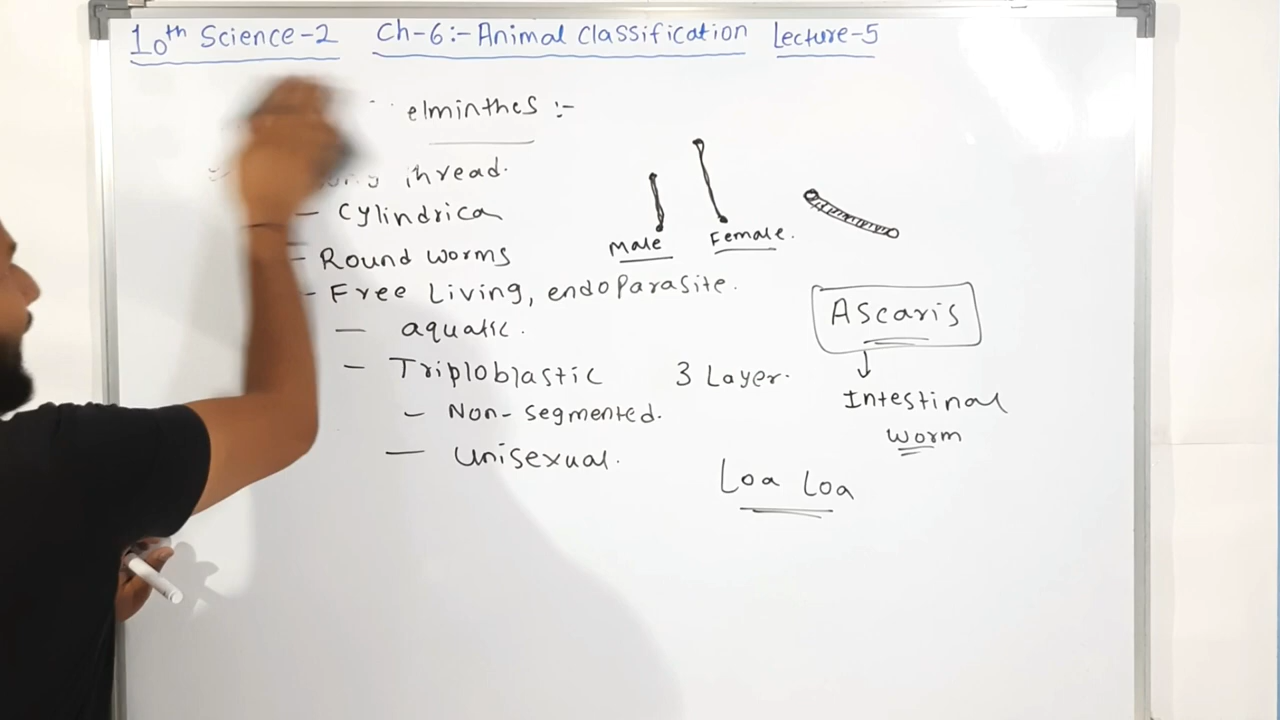 10th Science-2 Ch-6:- Animal Classification Lecture-5
elminthes :-
thread.
- Cylindrica
- Round worms
- Free Living, endoparasite.
- aquatic.
- Triploblastic 3 Layer.
- Non-segmented.
- Unisexual.
Male Female.
Ascaris
Intestinal
worm
Loa Loa